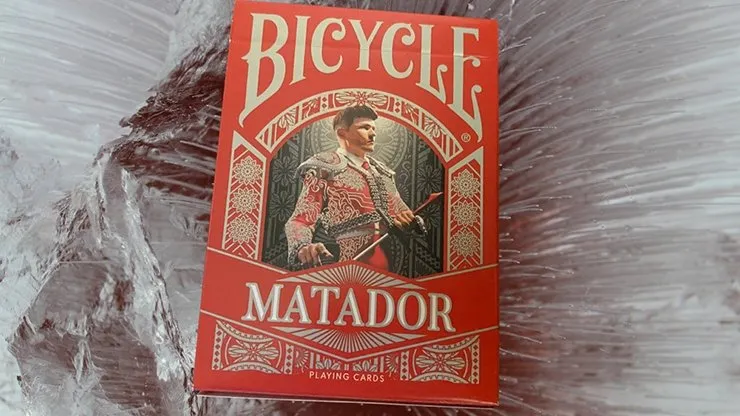 BICYCLE
®
MATADOR
PLAYING CARDS